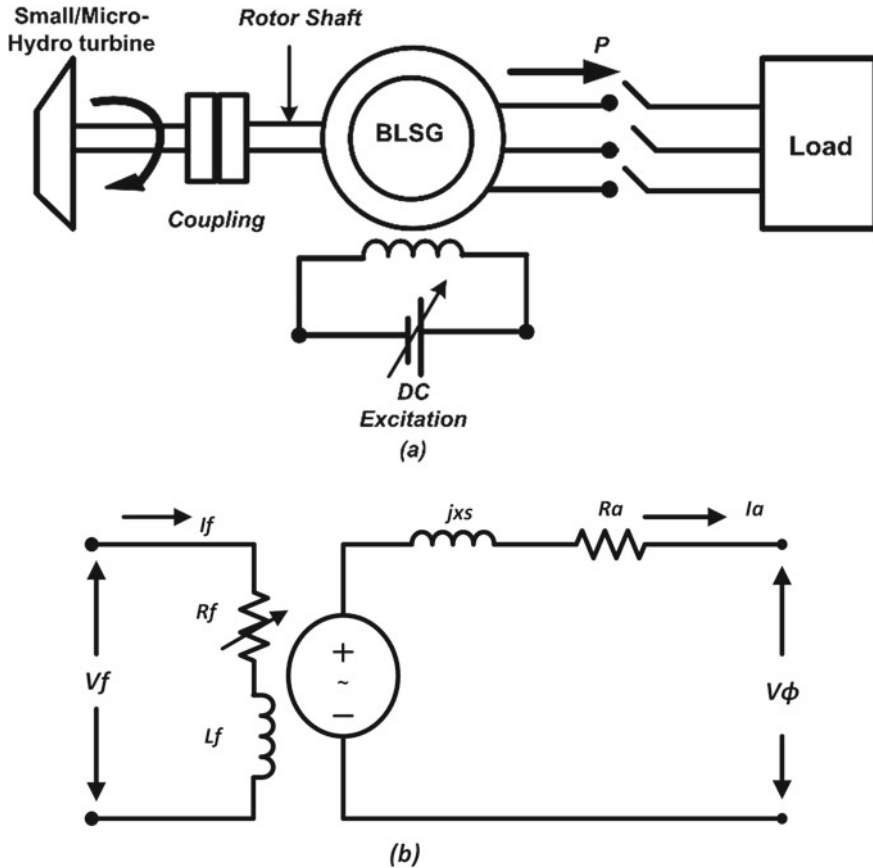 Small/Micro-
Hydro turbine
Rotor Shaft
P
BLSG
Load
Coupling
DC
Excitation
(a)
If
jxs
Ra
Ia
Rf
Vf
+
~
−
Vϕ
Lf
(b)